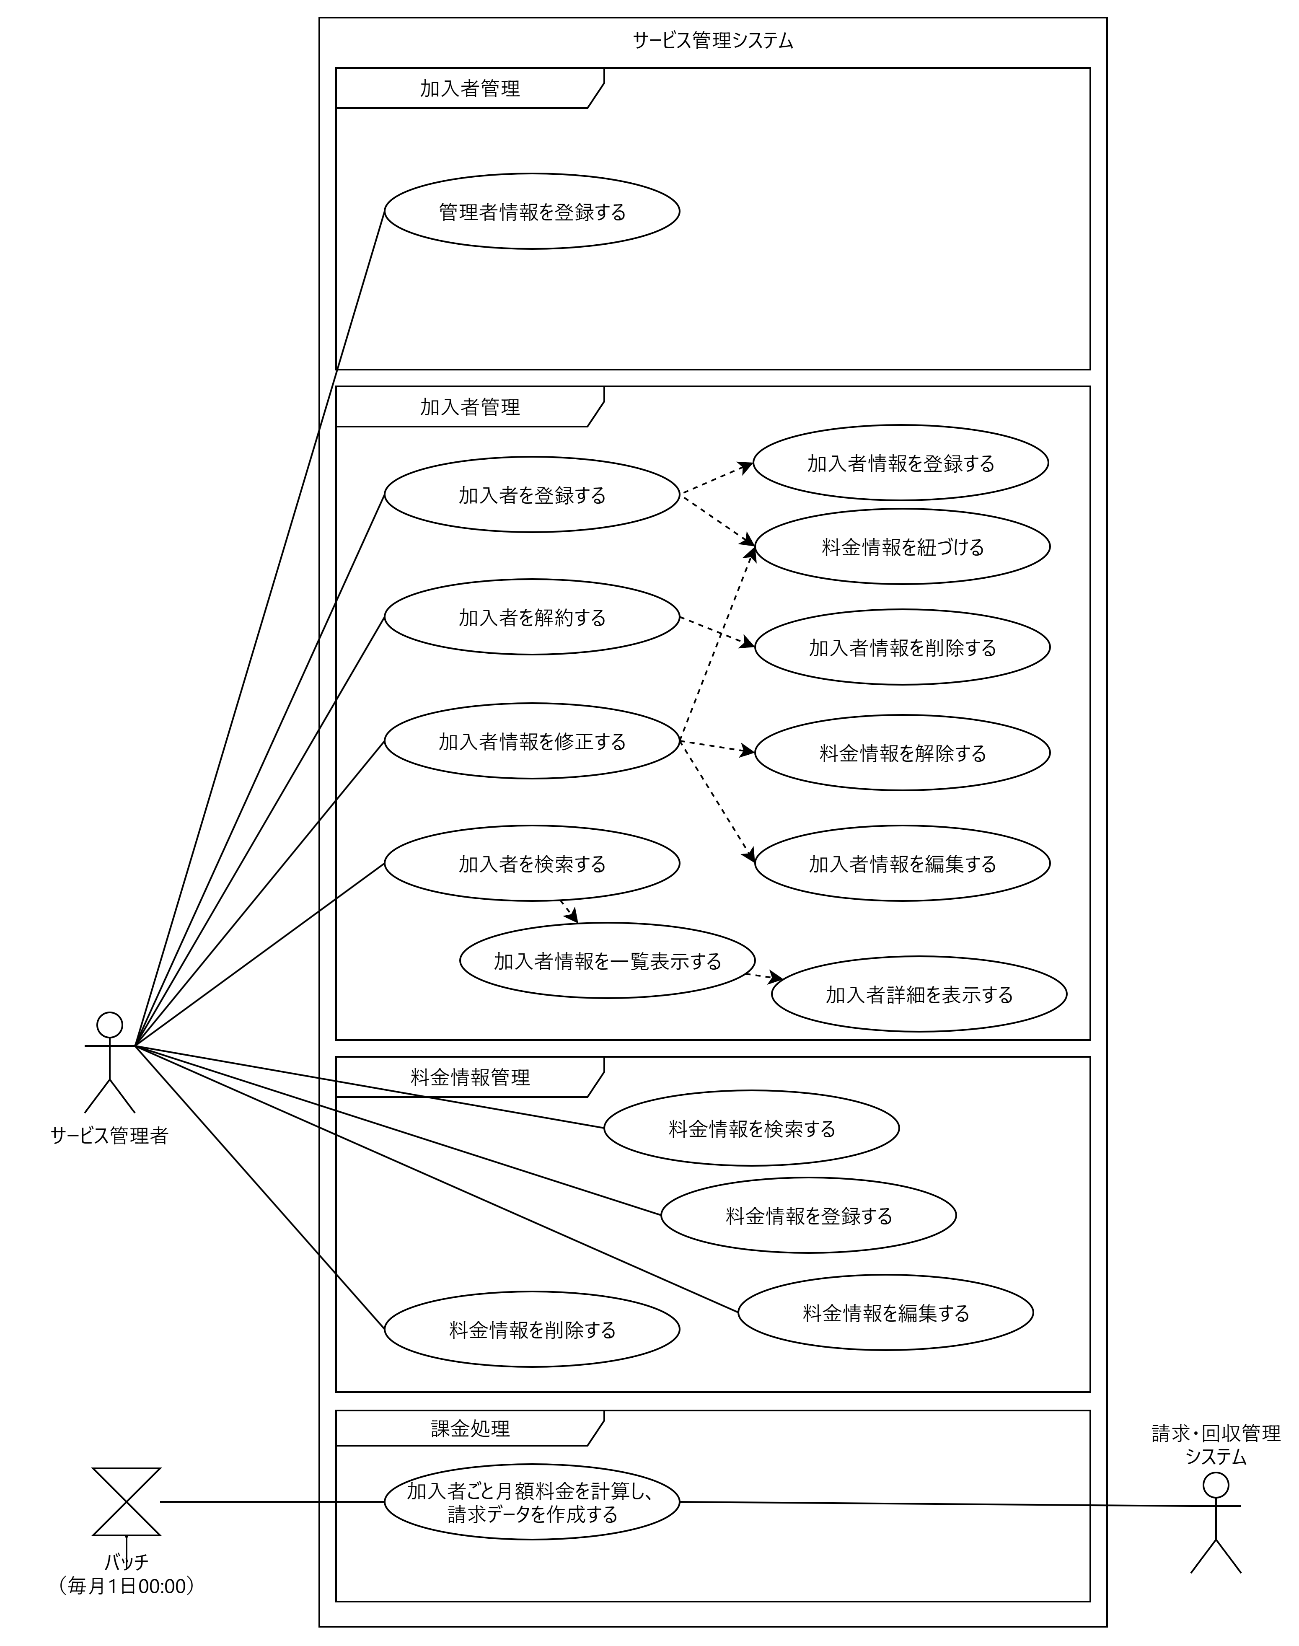 サービス管理システム
加入者管理
管理者情報を登録する
加入者管理
加入者を登録する
加入者情報を登録する
料金情報を紐づける
加入者を解約する
加入者情報を削除する
加入者情報を修正する
料金情報を解除する
加入者を検索する
加入者情報を編集する
加入者情報を一覧表示する
加入者詳細を表示する
サービス管理者
料金情報管理
料金情報を検索する
料金情報を登録する
料金情報を編集する
料金情報を削除する
課金処理
加入者ごと月額料金を計算し、
請求データを作成する
請求・回収管理
システム
バッチ
（毎月1日00:00）